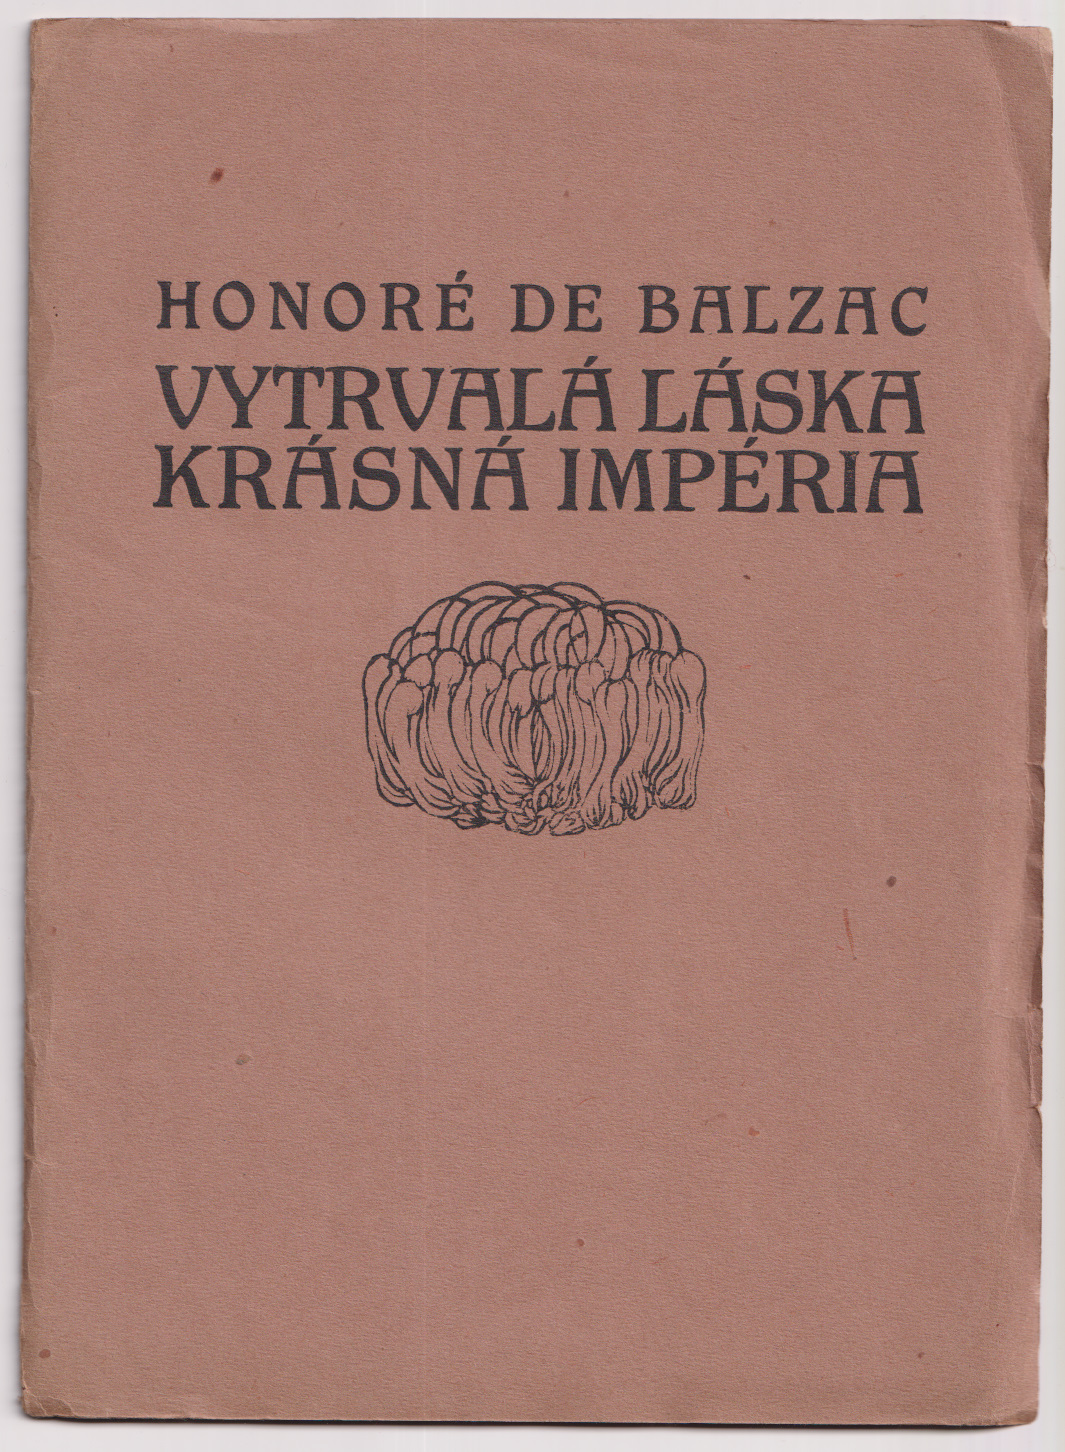 HONORÉ DE BALZAC
VYTRVALÁ LÁSKA
KRÁSNÁ IMPÉRIA